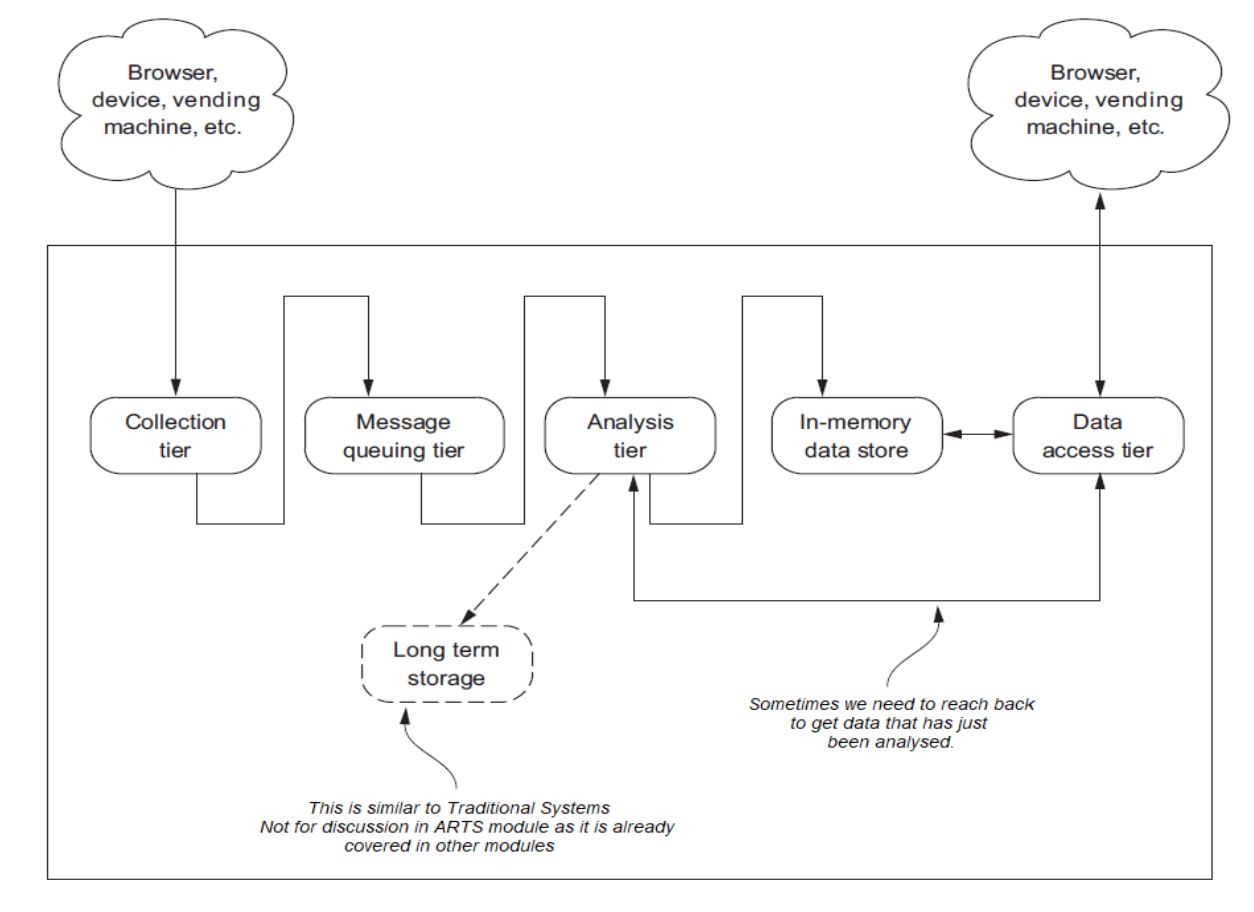 Browser,
device, vending
machine, etc.
Browser,
device, vending
machine, etc.
Collection
tier
Message
queuing tier
Analysis
tier
In-memory
data store
Data
access tier
Long term
storage
Sometimes we need to reach back
to get data that has just
been analysed.
This is similar to Traditional Systems
Not for discussion in ARTS module as it is already
covered in other modules